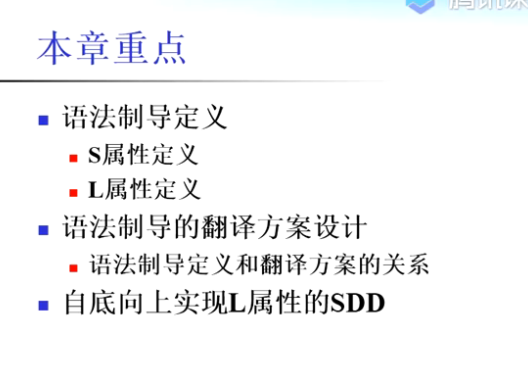 腾讯课
本章重点
语法制导定义
S属性定义
L属性定义
语法制导的翻译方案设计
语法制导定义和翻译方案的关系
自底向上实现L属性的SDD